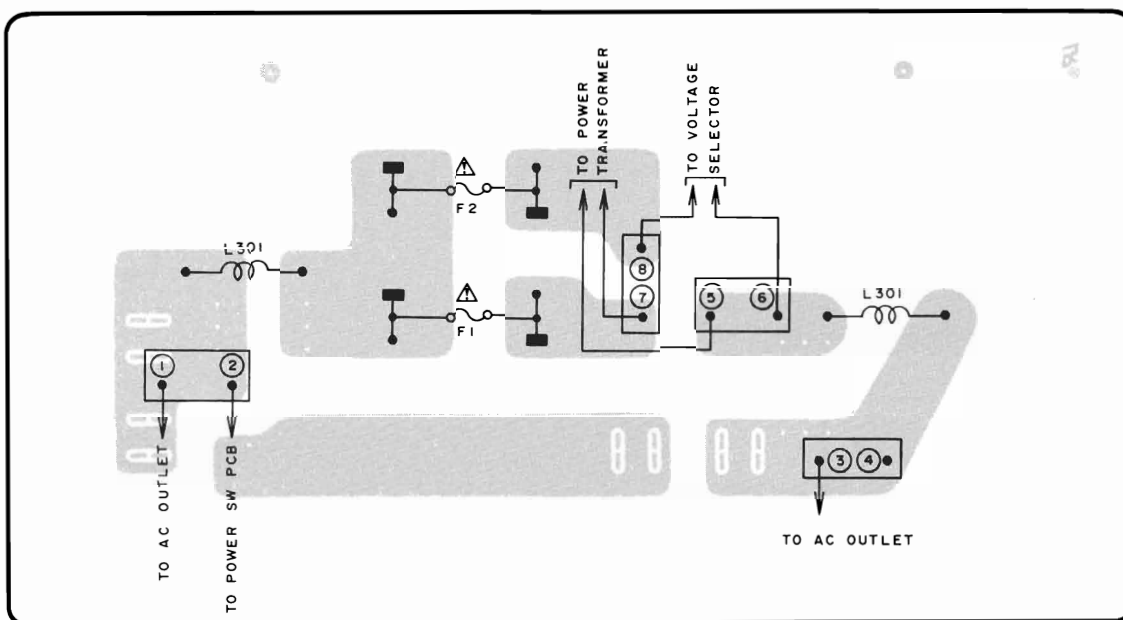 TO POWER
TRANSFORMER
TO VOLTAGE
SELECTOR
F2
L301
8
7
5
6
L301
F1
1
2
3
4
TO AC OUTLET
TO POWER SW PCB
TO AC OUTLET